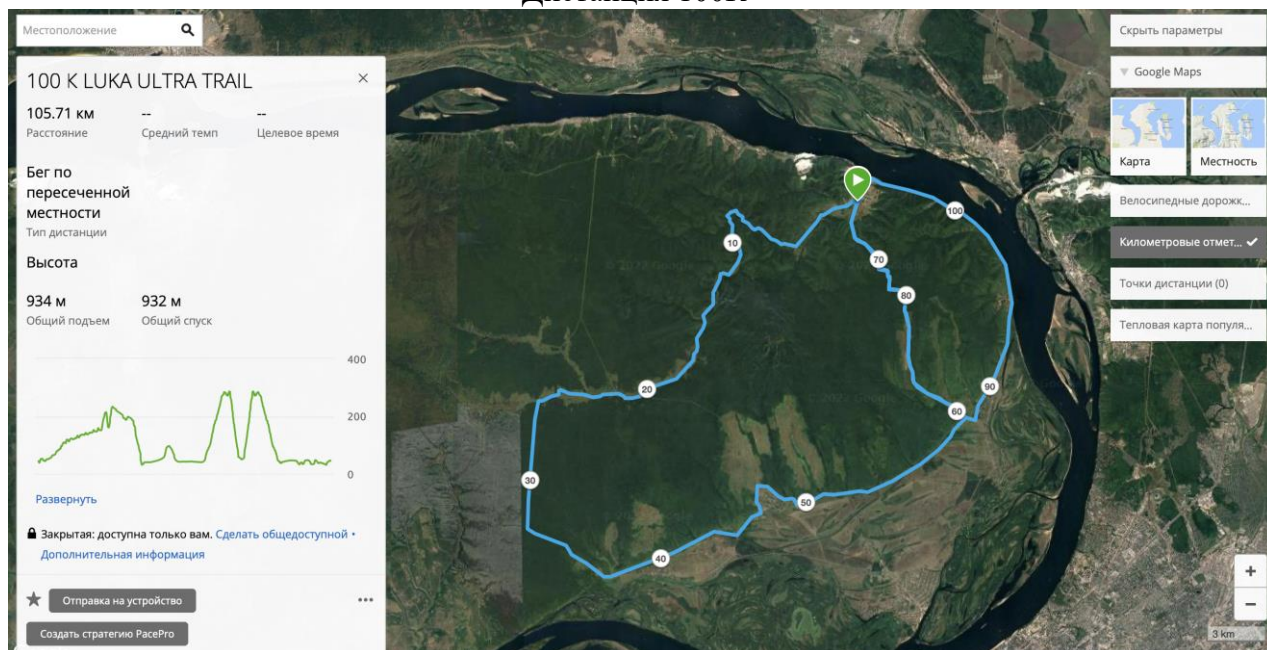 Дистанция 100К
Местоположение
100 K LUKA ULTRA TRAIL
105.71 км
--
--
Расстояние
Средний темп
Целевое время
Бег по
пересеченной
местности
Тип дистанции
Высота
934 м
932 м
Общий подъем
Общий спуск
400
200
0
Развернуть
Закрытая: доступна только вам. Сделать общедоступной •
Дополнительная информация
Отправка на устройство
Создать стратегию PacePro
10
20
30
40
50
60
70
80
90
100
Скрыть параметры
Google Maps
Карта
Местность
Велосипедные дорожк...
Километровые отмет...
Точки дистанции (0)
Тепловая карта популя...
+
−
3 km